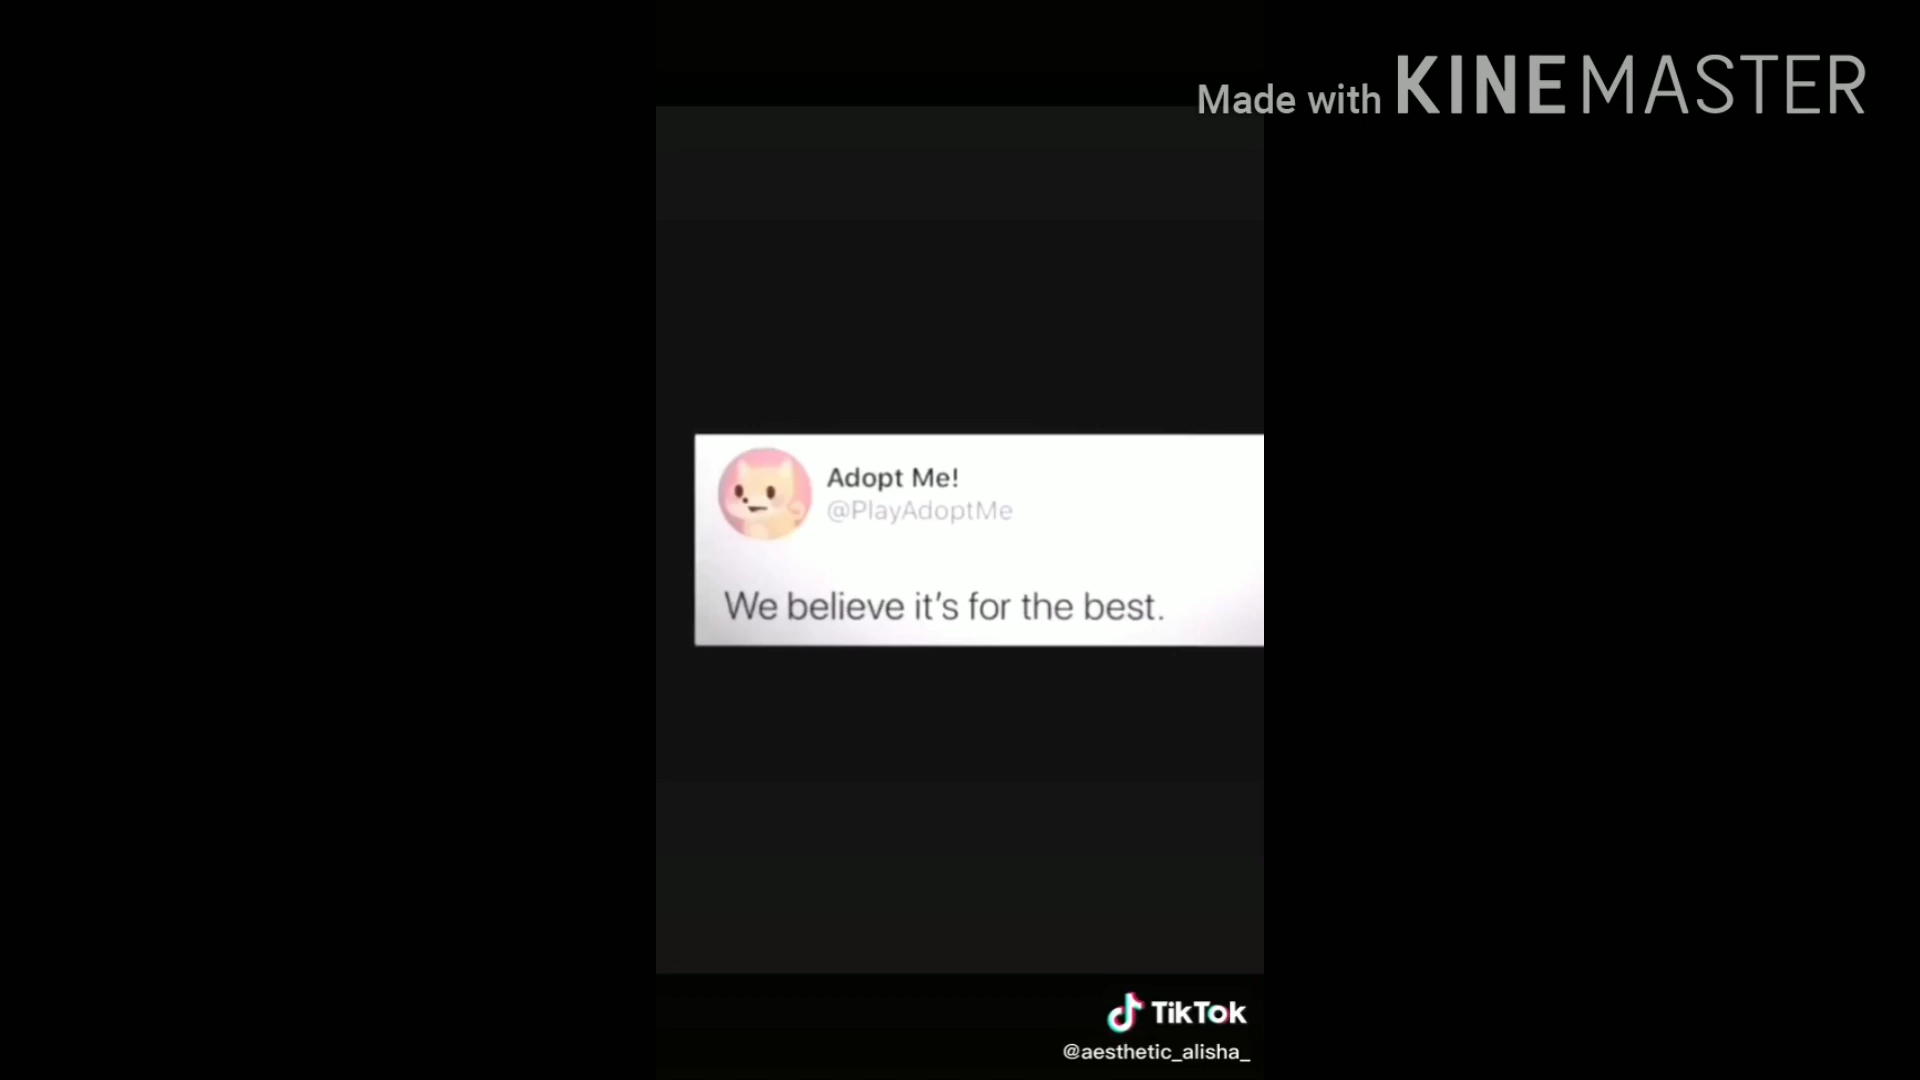 Made with KINEMASTER
Adopt Me!
@PlayAdoptMe
We believe it's for the best.
TikTok
@aesthetic_alisha_